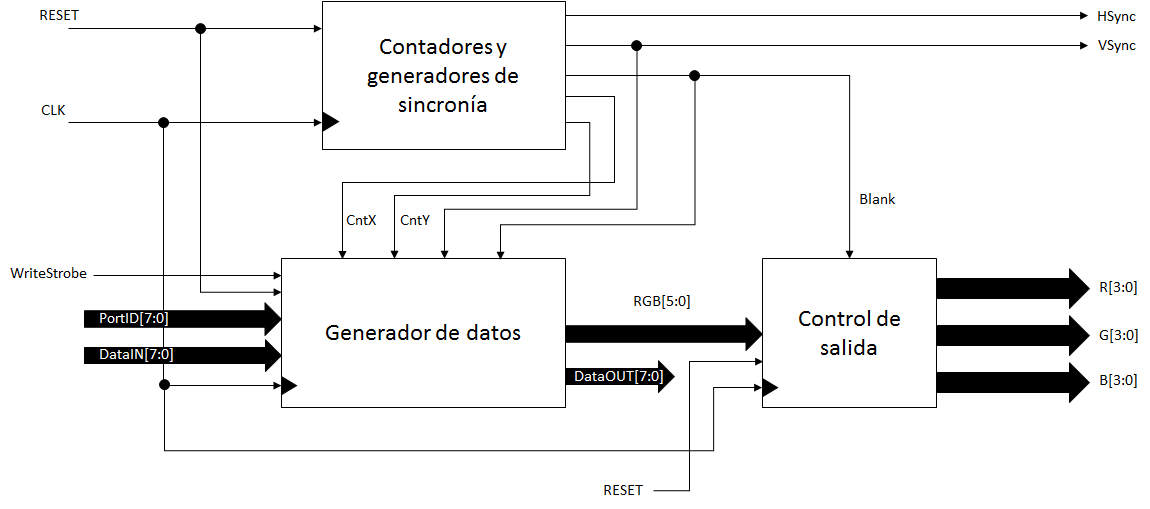 RESET
HSync
Contadores y
generadores de
sincronía
VSync
CLK
Blank
CntX
CntY
WriteStrobe
PortID[7:0]
DataIN[7:0]
Generador de datos
RGB[5:0]
DataOUT[7:0]
Control de
salida
R[3:0]
G[3:0]
B[3:0]
RESET